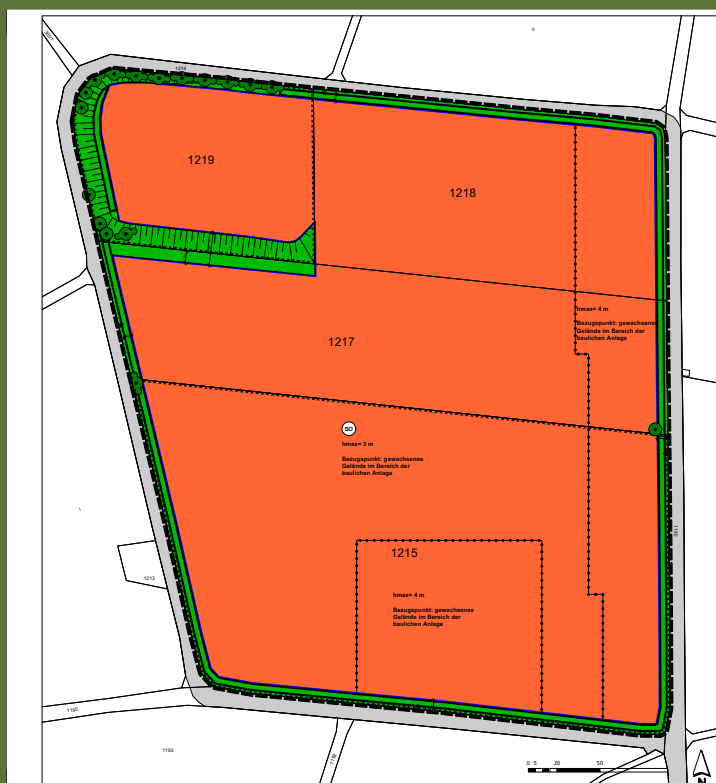 1214
1219
1218
hmax= 4 m
Bezugspunkt: gewachsenes
Gelände im Bereich der
baulichen Anlage
1217
SO
hmax= 3 m
Bezugspunkt: gewachsenes
Gelände im Bereich der
baulichen Anlage
1215
1213
hmax= 4 m
Bezugspunkt: gewachsenes
Gelände im Bereich der
baulichen Anlage
1190
1193
1192
0 5 20 50
N